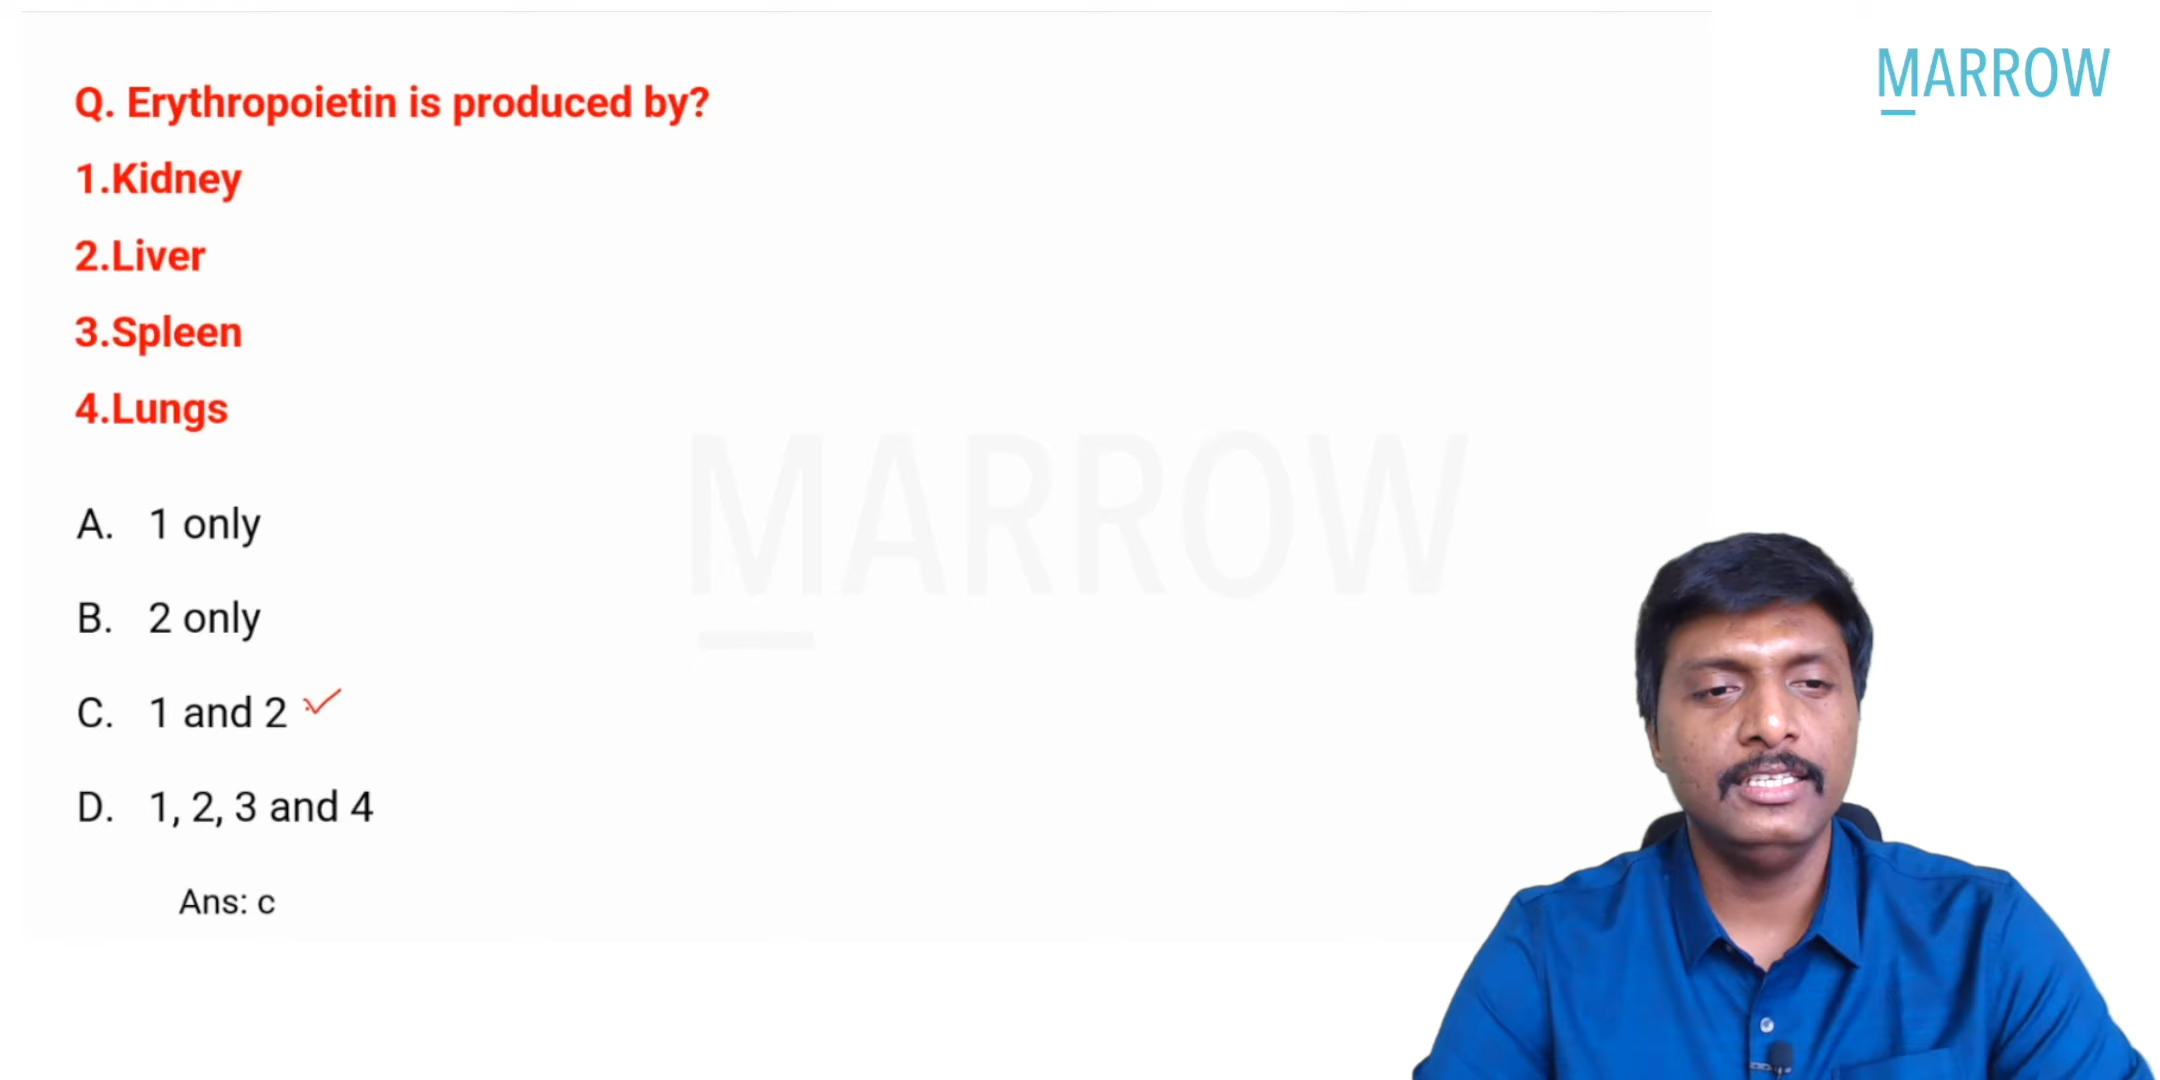 MARROW
Q. Erythropoietin is produced by?
1.Kidney
2.Liver
3.Spleen
4.Lungs
MARROW
A. 1 only
B. 2 only
C. 1 and 2
D. 1, 2, 3 and 4
Ans: c